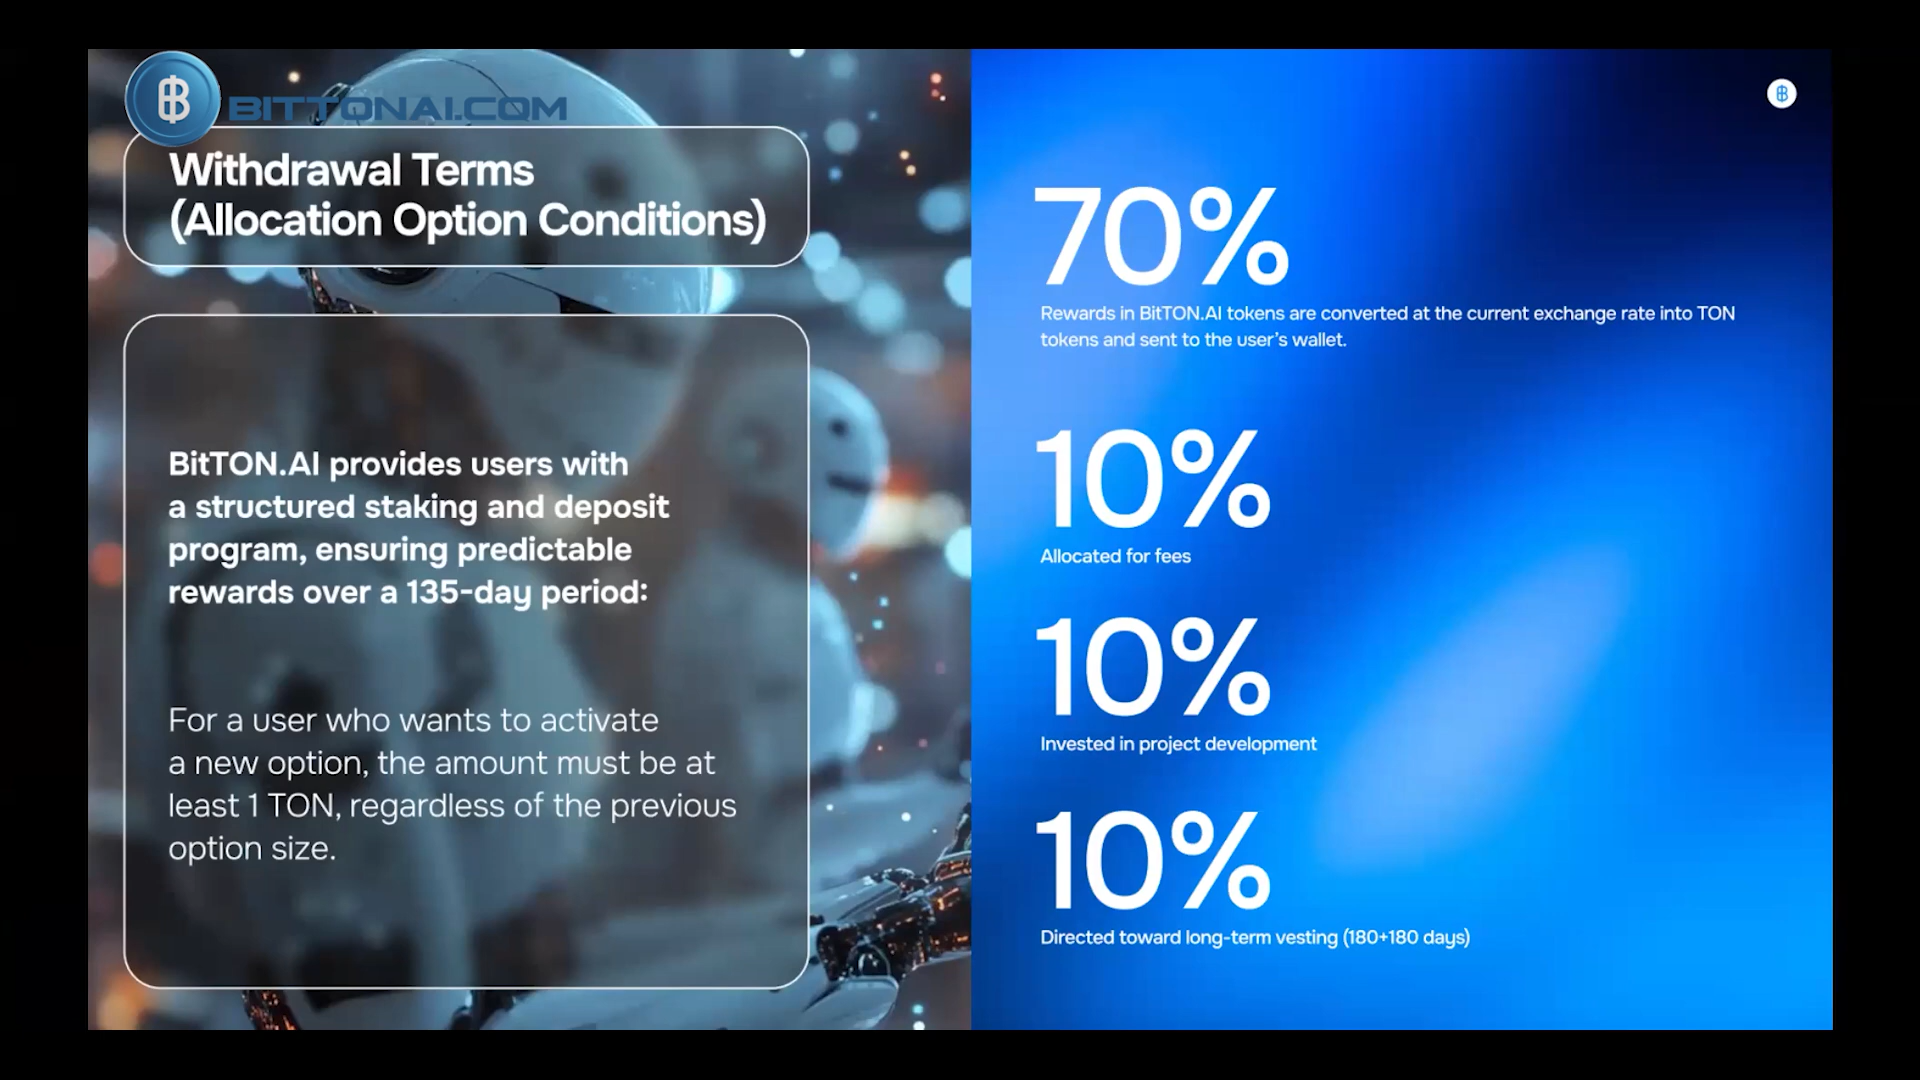 BITTONAI.COM
Withdrawal Terms
(Allocation Option Conditions)
BitTON.AI provides users with
a structured staking and deposit
program, ensuring predictable
rewards over a 135-day period:
For a user who wants to activate
a new option, the amount must be at
least 1 TON, regardless of the previous
option size.
70%
Rewards in BitTON.AI tokens are converted at the current exchange rate into TON
tokens and sent to the user’s wallet.
10%
Allocated for fees
10%
Invested in project development
10%
Directed toward long-term vesting (180+180 days)